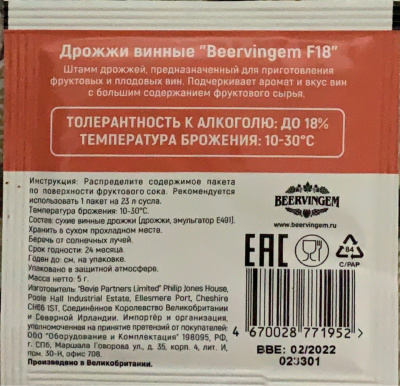 Дрожжи винные "Beervingem F18"
Штамм дрожжей, предназначенный для приготовления
фруктовых и плодовых вин. Подчеркивает аромат и вкус вин
с большим содержанием фруктового сырья.
ТОЛЕРАНТНОСТЬ К АЛКОГОЛЮ: ДО 18%
ТЕМПЕРАТУРА БРОЖЕНИЯ: 10-30°C
Инструкция: Распределите содержимое пакета
по поверхности фруктового сока. Рекомендуется
использовать 1 пакет на 23 л сусла.
Температура брожения: 10-30°C.
Состав: сухие винные дрожжи (дрожжи, эмульгатор E491).
Хранить в сухом прохладном месте.
Беречь от солнечных лучей.
Срок годности: 24 месяца.
Годен до: см. на упаковке.
Упаковано в защитной атмосфере.
Масса: 5 г.
Изготовитель: "Bevie Partners Limited" Philip Jones House,
Poole Hall Industrial Estate, Ellesmere Port, Cheshire
CH66 1ST, Соединённое Королевство Великобритании
и Северной Ирландии. Импортёр и организация,
уполномоченная на принятие претензий от покупателей:
ООО "Оборудование и Комплектация" 198095, РФ,
г. СПб, Маршала Говорова ул., д. 35, корп. 4, лит. И,
пом. 30-Н, офис 708.
Произведено в Великобритании.
BEERVINGEM
www.beervingem.ru
EAC
84
C/PAP
4 670028 771952
BBE: 02/2022
023301